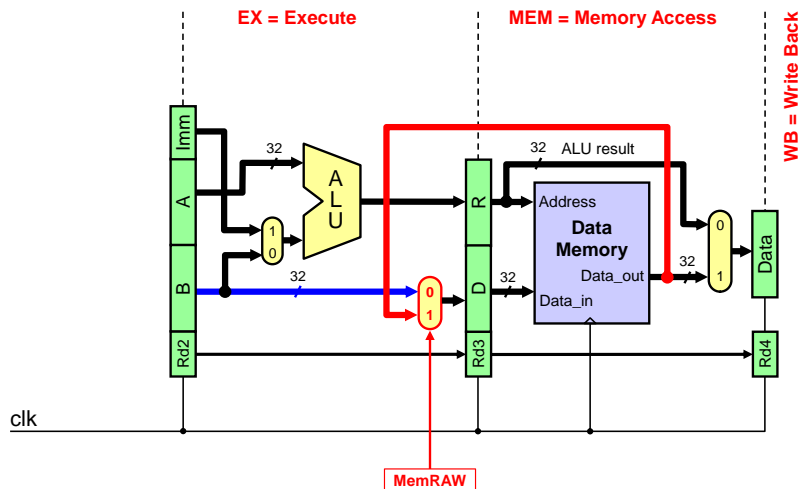 EX = Execute
MEM = Memory Access
WB = Write Back
Imm
32
A
ALU
32
ALU result
R
Address
Data
Memory
1
0
0
Data
B
32
0
1
D
32
Data_out
32
1
Data_in
Rd2
Rd3
Rd4
clk
MemRAW